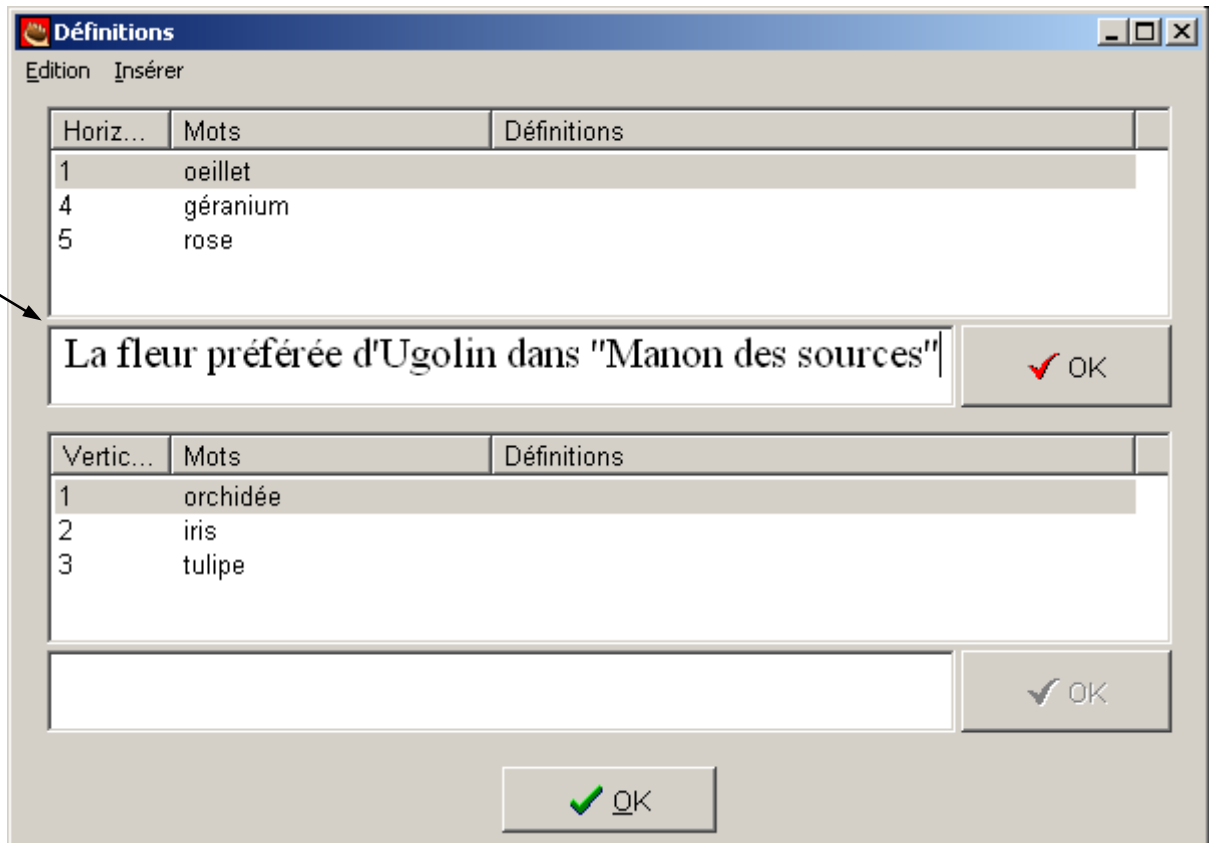 Définitions
Edition Insérer
Horiz... Mots Définitions
1 oeillet
4 géranium
5 rose
La fleur préférée d'Ugolin dans "Manon des sources"
OK
Vertic... Mots Définitions
1 orchidée
2 iris
3 tulipe
OK
OK